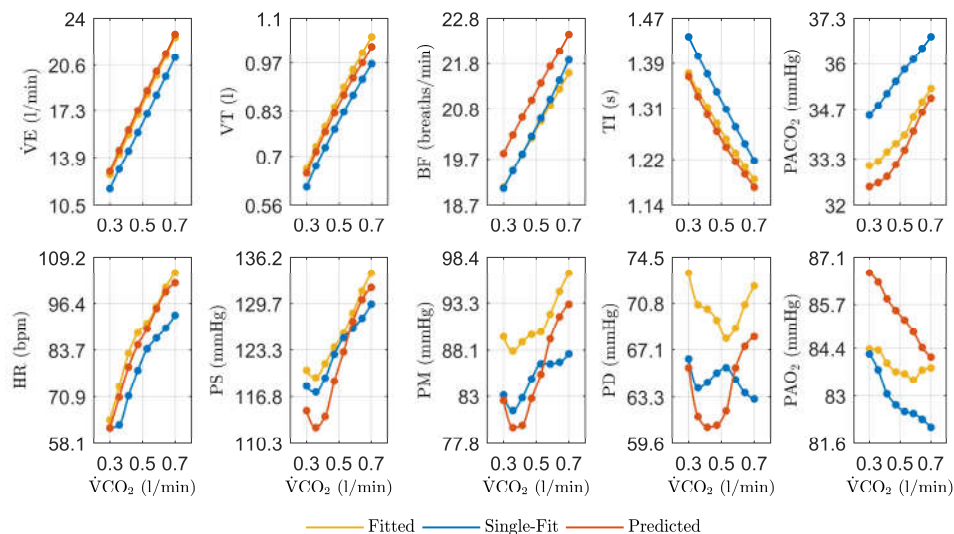 24
20.6
17.3
13.9
10.5
V̇E (l/min)
0.3 0.5 0.7
1.1
0.97
0.83
0.7
0.56
VT (l)
0.3 0.5 0.7
22.8
21.8
20.8
19.7
18.7
BF (breaths/min)
0.3 0.5 0.7
1.47
1.39
1.31
1.22
1.14
TI (s)
0.3 0.5 0.7
37.3
36
34.7
33.3
32
PACO₂ (mmHg)
0.3 0.5 0.7
109.2
96.4
83.7
70.9
58.1
HR (bpm)
0.3 0.5 0.7
V̇CO₂ (l/min)
136.2
129.7
123.3
116.8
110.3
PS (mmHg)
0.3 0.5 0.7
V̇CO₂ (l/min)
98.4
93.3
88.1
83
77.8
PM (mmHg)
0.3 0.5 0.7
V̇CO₂ (l/min)
74.5
70.8
67.1
63.3
59.6
PD (mmHg)
0.3 0.5 0.7
V̇CO₂ (l/min)
87.1
85.7
84.4
83
81.6
PAO₂ (mmHg)
0.3 0.5 0.7
V̇CO₂ (l/min)
Fitted Single-Fit Predicted